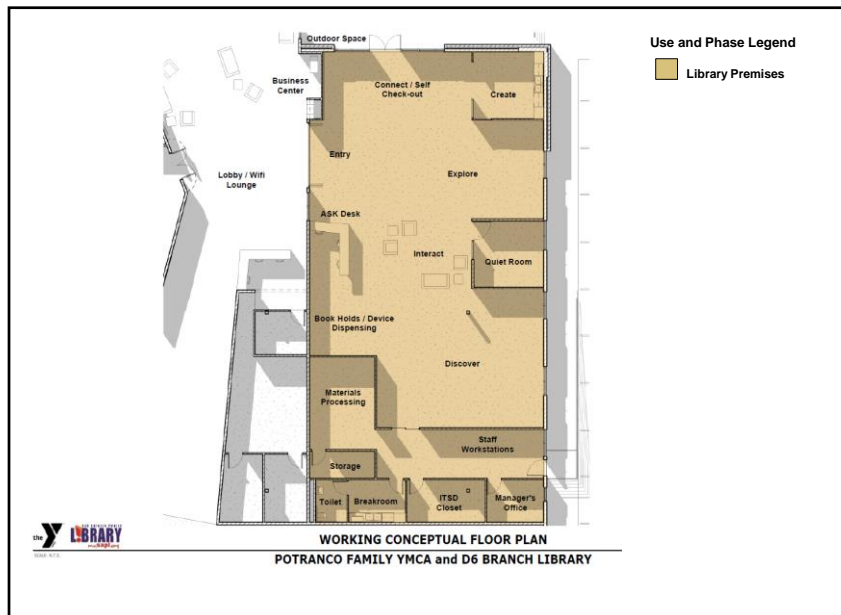 Use and Phase Legend
Library Premises
Outdoor Space
Business
Center
Connect / Self
Check-out
Create
Entry
Lobby / Wifi
Lounge
Explore
ASK Desk
Interact
Quiet Room
Book Holds / Device
Dispensing
Discover
Materials
Processing
Staff
Workstations
Storage
Toilet
Breakroom
ITSD
Closet
Manager's
Office
the Y
LIBRARY
WORKING CONCEPTUAL FLOOR PLAN
POTRANCO FAMILY YMCA and D6 BRANCH LIBRARY